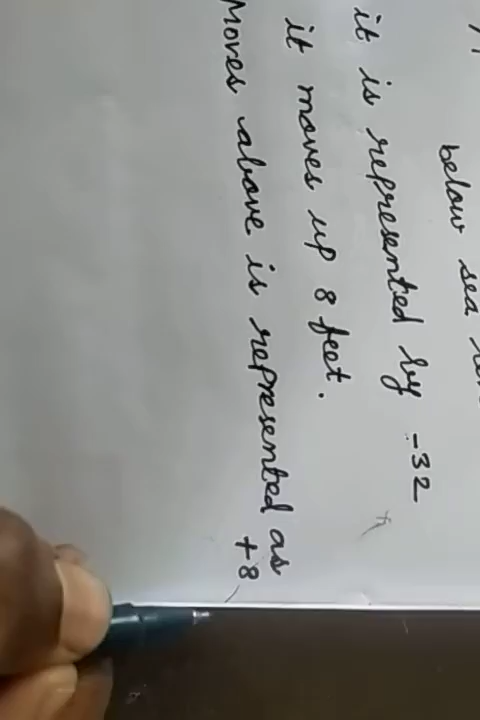 below sea
it is represented by -32
it moves up 8 feet.
Moves above is represented as
+8